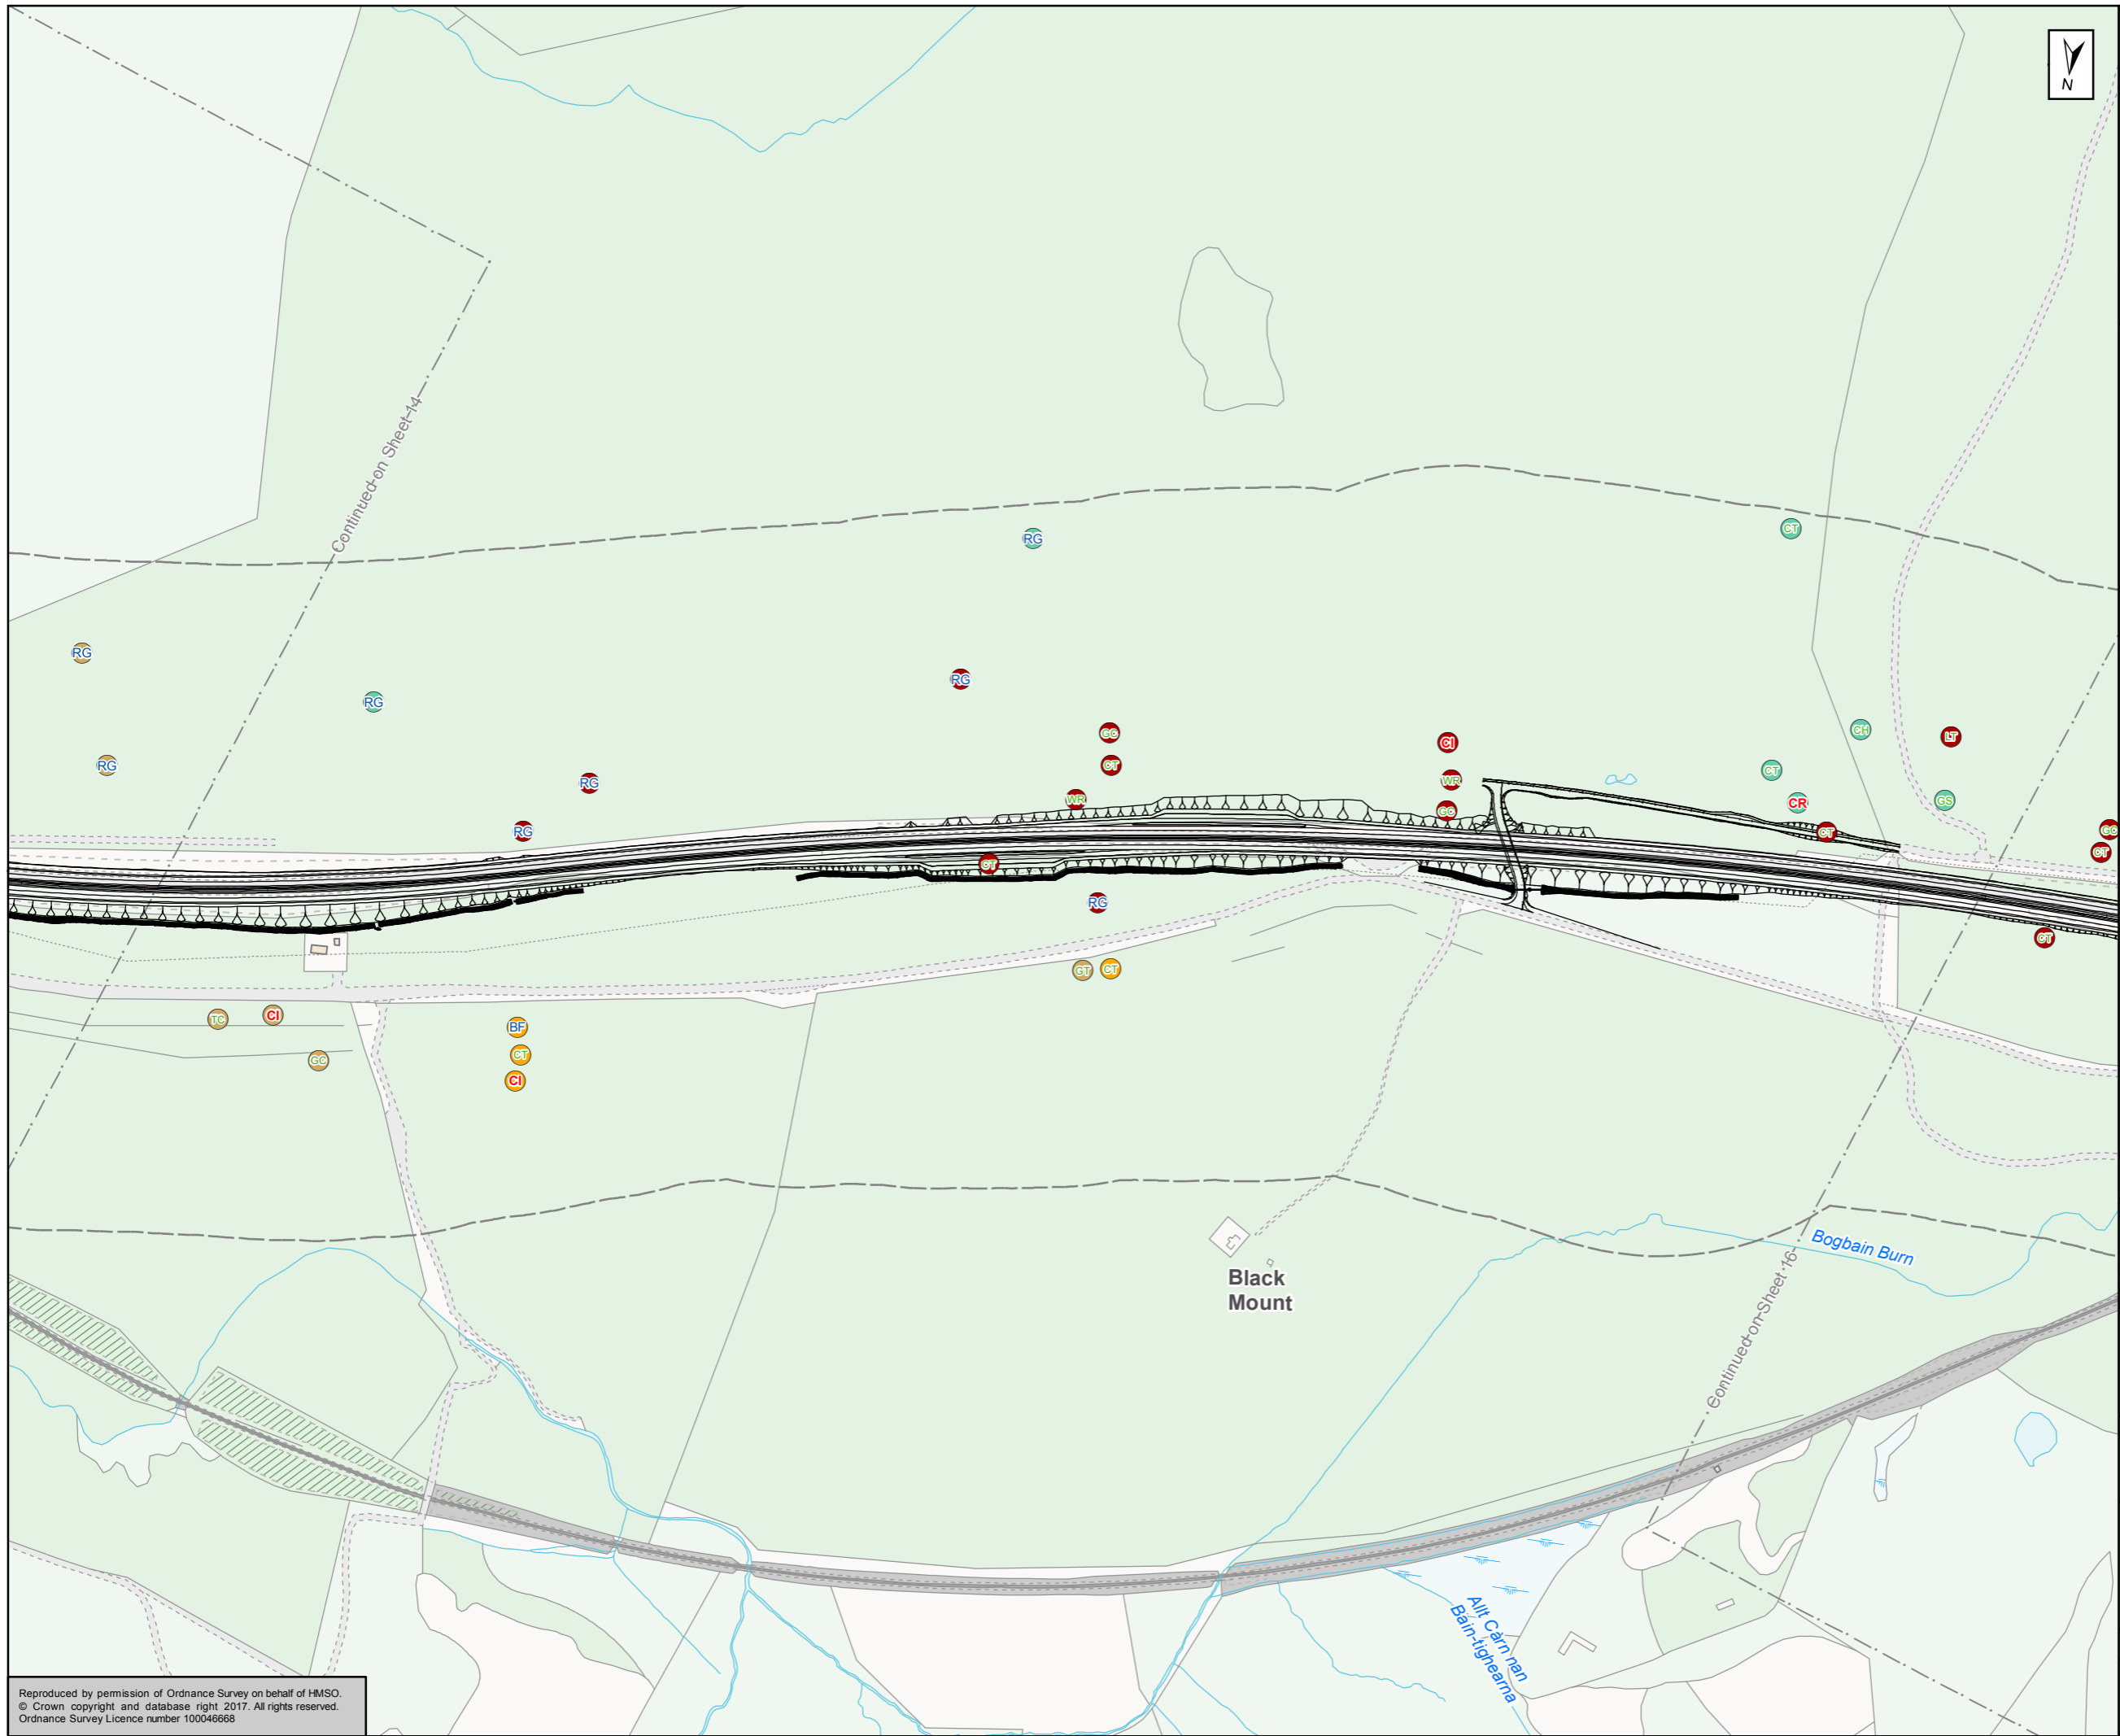 N
Continued on Sheet 14
RG
CT
RG
RG
RG
RG
CH
GC
LT
CI
RG
CT
CT
WR
RG
WR
GS
CR
GC
GC
RG
CT
CT
CT
RG
CT
GT
CT
CI
TC
BF
CT
GC
CI
Bogbain Burn
Black
Mount
Continued on Sheet 16
Allt Càrn nan
Bàin-tighearna
Reproduced by permission of Ordnance Survey on behalf of HMSO.
© Crown copyright and database right 2017. All rights reserved.
Ordnance Survey Licence number 100046668